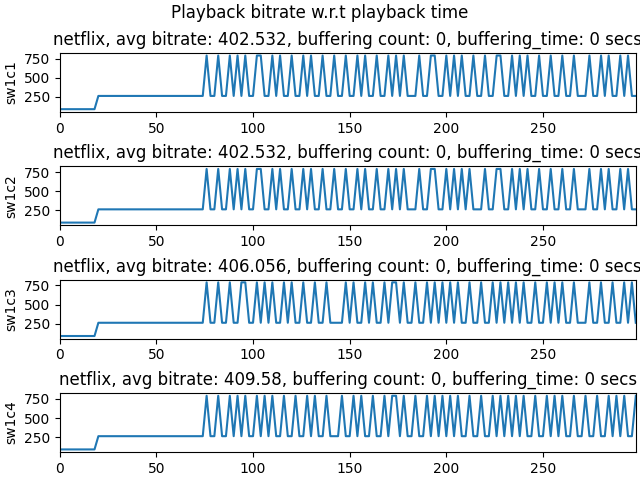 Playback bitrate w.r.t playback time
netflix, avg bitrate: 402.532, buffering count: 0, buffering_time: 0 secs
750
500
250
sw1c1
0 50 100 150 200 250
netflix, avg bitrate: 402.532, buffering count: 0, buffering_time: 0 secs
750
500
250
sw1c2
0 50 100 150 200 250
netflix, avg bitrate: 406.056, buffering count: 0, buffering_time: 0 secs
750
500
250
sw1c3
0 50 100 150 200 250
netflix, avg bitrate: 409.58, buffering count: 0, buffering_time: 0 secs
750
500
250
sw1c4
0 50 100 150 200 250